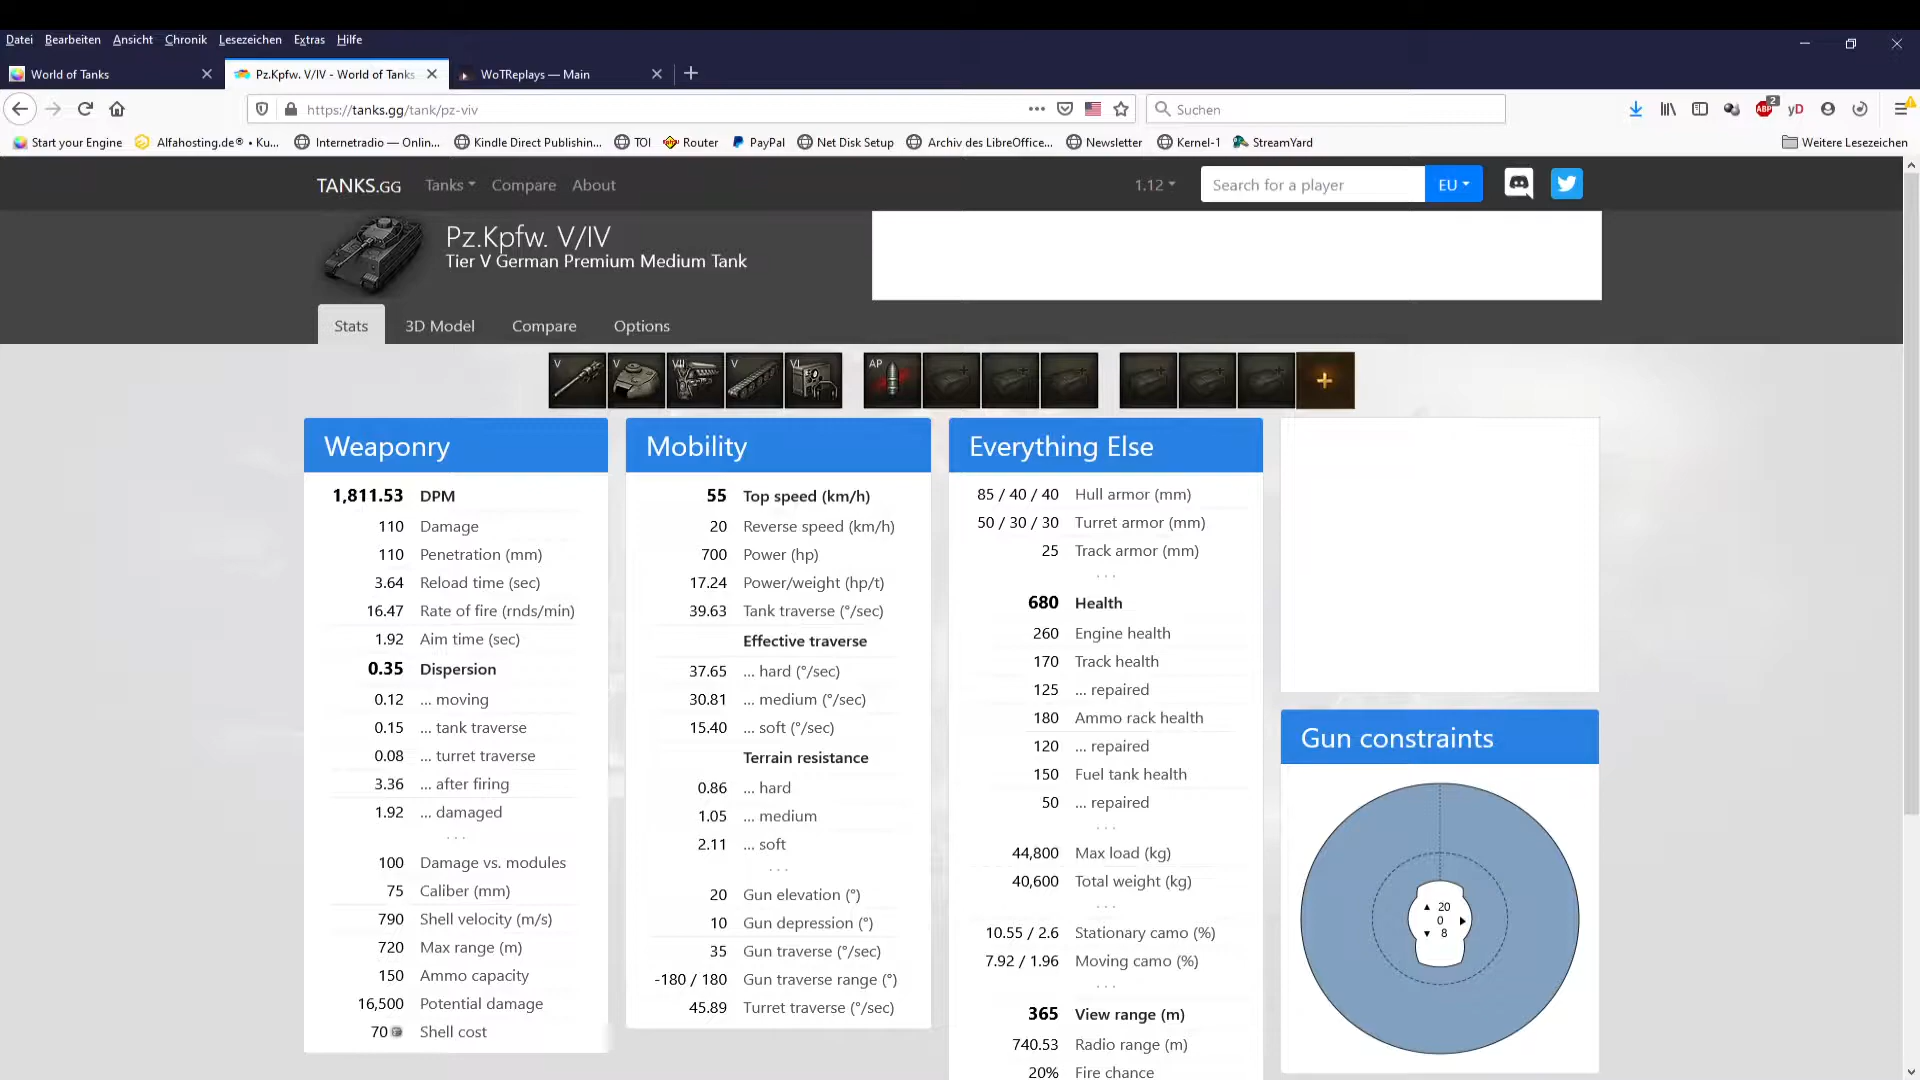 Datei Bearbeiten Ansicht Chronik Lesezeichen Extras Hilfe
World of Tanks
Pz.Kpfw. V/IV - World of Tanks
WoTReplays — Main
https://tanks.gg/tank/pz-viv
Suchen
ABP 2
yD
Start your Engine
Alfahosting.de® • Ku...
Internetradio — Onlin...
Kindle Direct Publishin...
TOI
Router
PayPal
Net Disk Setup
Archiv des LibreOffice...
Newsletter
Kernel-1
StreamYard
Weitere Lesezeichen
TANKS.GG Tanks Compare About
1.12
Search for a player
EU
Pz.Kpfw. V/IV
Tier V German Premium Medium Tank
Stats 3D Model Compare Options
V V VII V VI AP
Weaponry
1,811.53 DPM
110 Damage
110 Penetration (mm)
3.64 Reload time (sec)
16.47 Rate of fire (rnds/min)
1.92 Aim time (sec)
0.35 Dispersion
0.12 ... moving
0.15 ... tank traverse
0.08 ... turret traverse
3.36 ... after firing
1.92 ... damaged
...
100 Damage vs. modules
75 Caliber (mm)
790 Shell velocity (m/s)
720 Max range (m)
150 Ammo capacity
16,500 Potential damage
70 Shell cost
Mobility
55 Top speed (km/h)
20 Reverse speed (km/h)
700 Power (hp)
17.24 Power/weight (hp/t)
39.63 Tank traverse (°/sec)
Effective traverse
37.65 ... hard (°/sec)
30.81 ... medium (°/sec)
15.40 ... soft (°/sec)
Terrain resistance
0.86 ... hard
1.05 ... medium
2.11 ... soft
...
20 Gun elevation (°)
10 Gun depression (°)
35 Gun traverse (°/sec)
-180 / 180 Gun traverse range (°)
45.89 Turret traverse (°/sec)
Everything Else
85 / 40 / 40 Hull armor (mm)
50 / 30 / 30 Turret armor (mm)
25 Track armor (mm)
...
680 Health
260 Engine health
170 Track health
125 ... repaired
180 Ammo rack health
120 ... repaired
150 Fuel tank health
50 ... repaired
...
44,800 Max load (kg)
40,600 Total weight (kg)
...
10.55 / 2.6 Stationary camo (%)
7.92 / 1.96 Moving camo (%)
...
365 View range (m)
740.53 Radio range (m)
20% Fire chance
Gun constraints
20
0
8